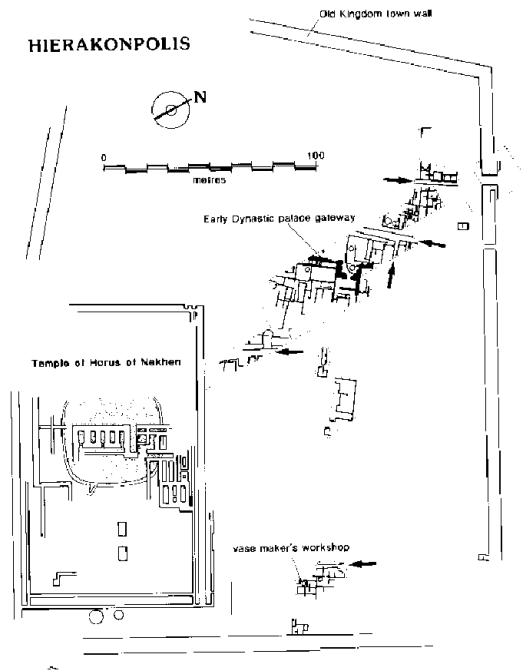 Old Kingdom town wall
HIERAKONPOLIS
N
0 100
metres
Early Dynastic palace gateway
Temple of Horus of Nekhen
vase maker's workshop